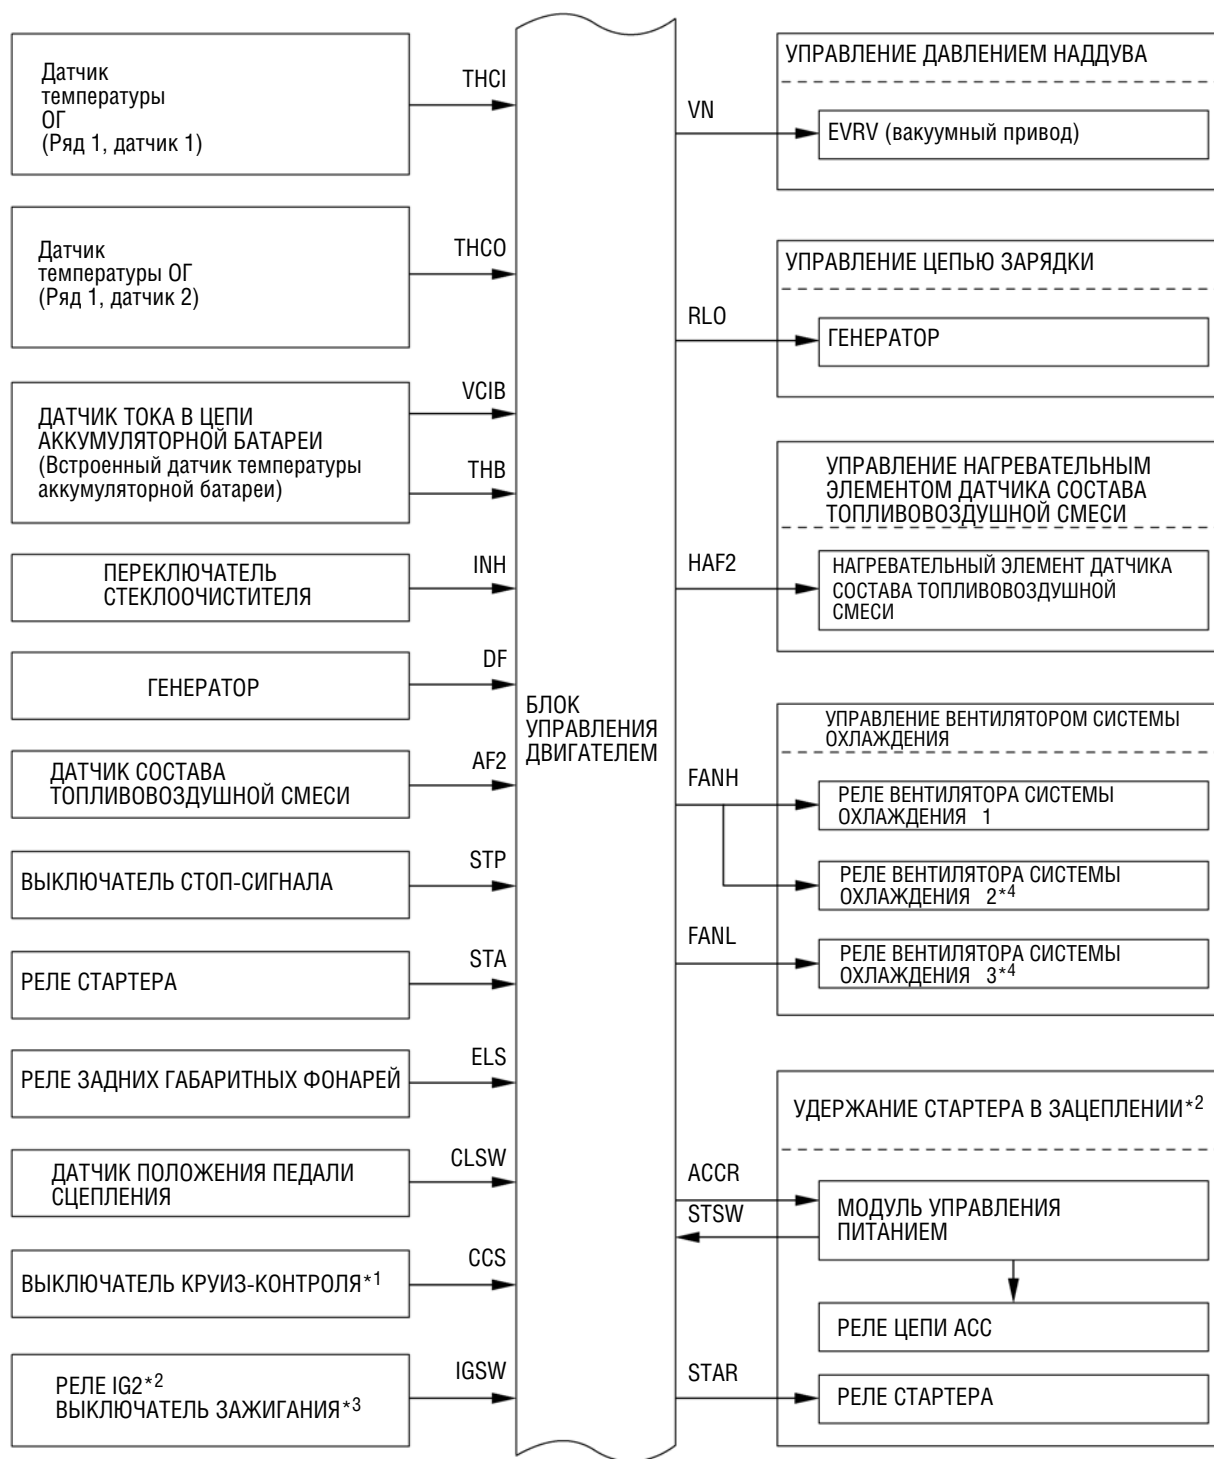 Датчик
температуры
ОГ
(Ряд 1, датчик 1)
THCI
Датчик
температуры ОГ
(Ряд 1, датчик 2)
THCO
ДАТЧИК ТОКА В ЦЕПИ
АККУМУЛЯТОРНОЙ БАТАРЕИ
(Встроенный датчик температуры
аккумуляторной батареи)
VCIB
THB
ПЕРЕКЛЮЧАТЕЛЬ
СТЕКЛООЧИСТИТЕЛЯ
INH
ГЕНЕРАТОР
DF
ДАТЧИК СОСТАВА
ТОПЛИВОВОЗДУШНОЙ СМЕСИ
AF2
ВЫКЛЮЧАТЕЛЬ СТОП-СИГНАЛА
STP
РЕЛЕ СТАРТЕРА
STA
РЕЛЕ ЗАДНИХ ГАБАРИТНЫХ ФОНАРЕЙ
ELS
ДАТЧИК ПОЛОЖЕНИЯ ПЕДАЛИ
СЦЕПЛЕНИЯ
CLSW
ВЫКЛЮЧАТЕЛЬ КРУИЗ-КОНТРОЛЯ*1
CCS
РЕЛЕ IG2*2
ВЫКЛЮЧАТЕЛЬ ЗАЖИГАНИЯ*3
IGSW
БЛОК
УПРАВЛЕНИЯ
ДВИГАТЕЛЕМ
VN
УПРАВЛЕНИЕ ДАВЛЕНИЕМ НАДДУВА
EVRV (вакуумный привод)
RLO
УПРАВЛЕНИЕ ЦЕПЬЮ ЗАРЯДКИ
ГЕНЕРАТОР
HAF2
УПРАВЛЕНИЕ НАГРЕВАТЕЛЬНЫМ
ЭЛЕМЕНТОМ ДАТЧИКА СОСТАВА
ТОПЛИВОВОЗДУШНОЙ СМЕСИ
НАГРЕВАТЕЛЬНЫЙ ЭЛЕМЕНТ ДАТЧИКА
СОСТАВА ТОПЛИВОВОЗДУШНОЙ
СМЕСИ
УПРАВЛЕНИЕ ВЕНТИЛЯТОРОМ СИСТЕМЫ
ОХЛАЖДЕНИЯ
FANH
РЕЛЕ ВЕНТИЛЯТОРА СИСТЕМЫ
ОХЛАЖДЕНИЯ 1
РЕЛЕ ВЕНТИЛЯТОРА СИСТЕМЫ
ОХЛАЖДЕНИЯ 2*4
FANL
РЕЛЕ ВЕНТИЛЯТОРА СИСТЕМЫ
ОХЛАЖДЕНИЯ 3*4
УДЕРЖАНИЕ СТАРТЕРА В ЗАЦЕПЛЕНИИ*2
ACCR
STSW
МОДУЛЬ УПРАВЛЕНИЯ
ПИТАНИЕМ
РЕЛЕ ЦЕПИ ACC
STAR
РЕЛЕ СТАРТЕРА